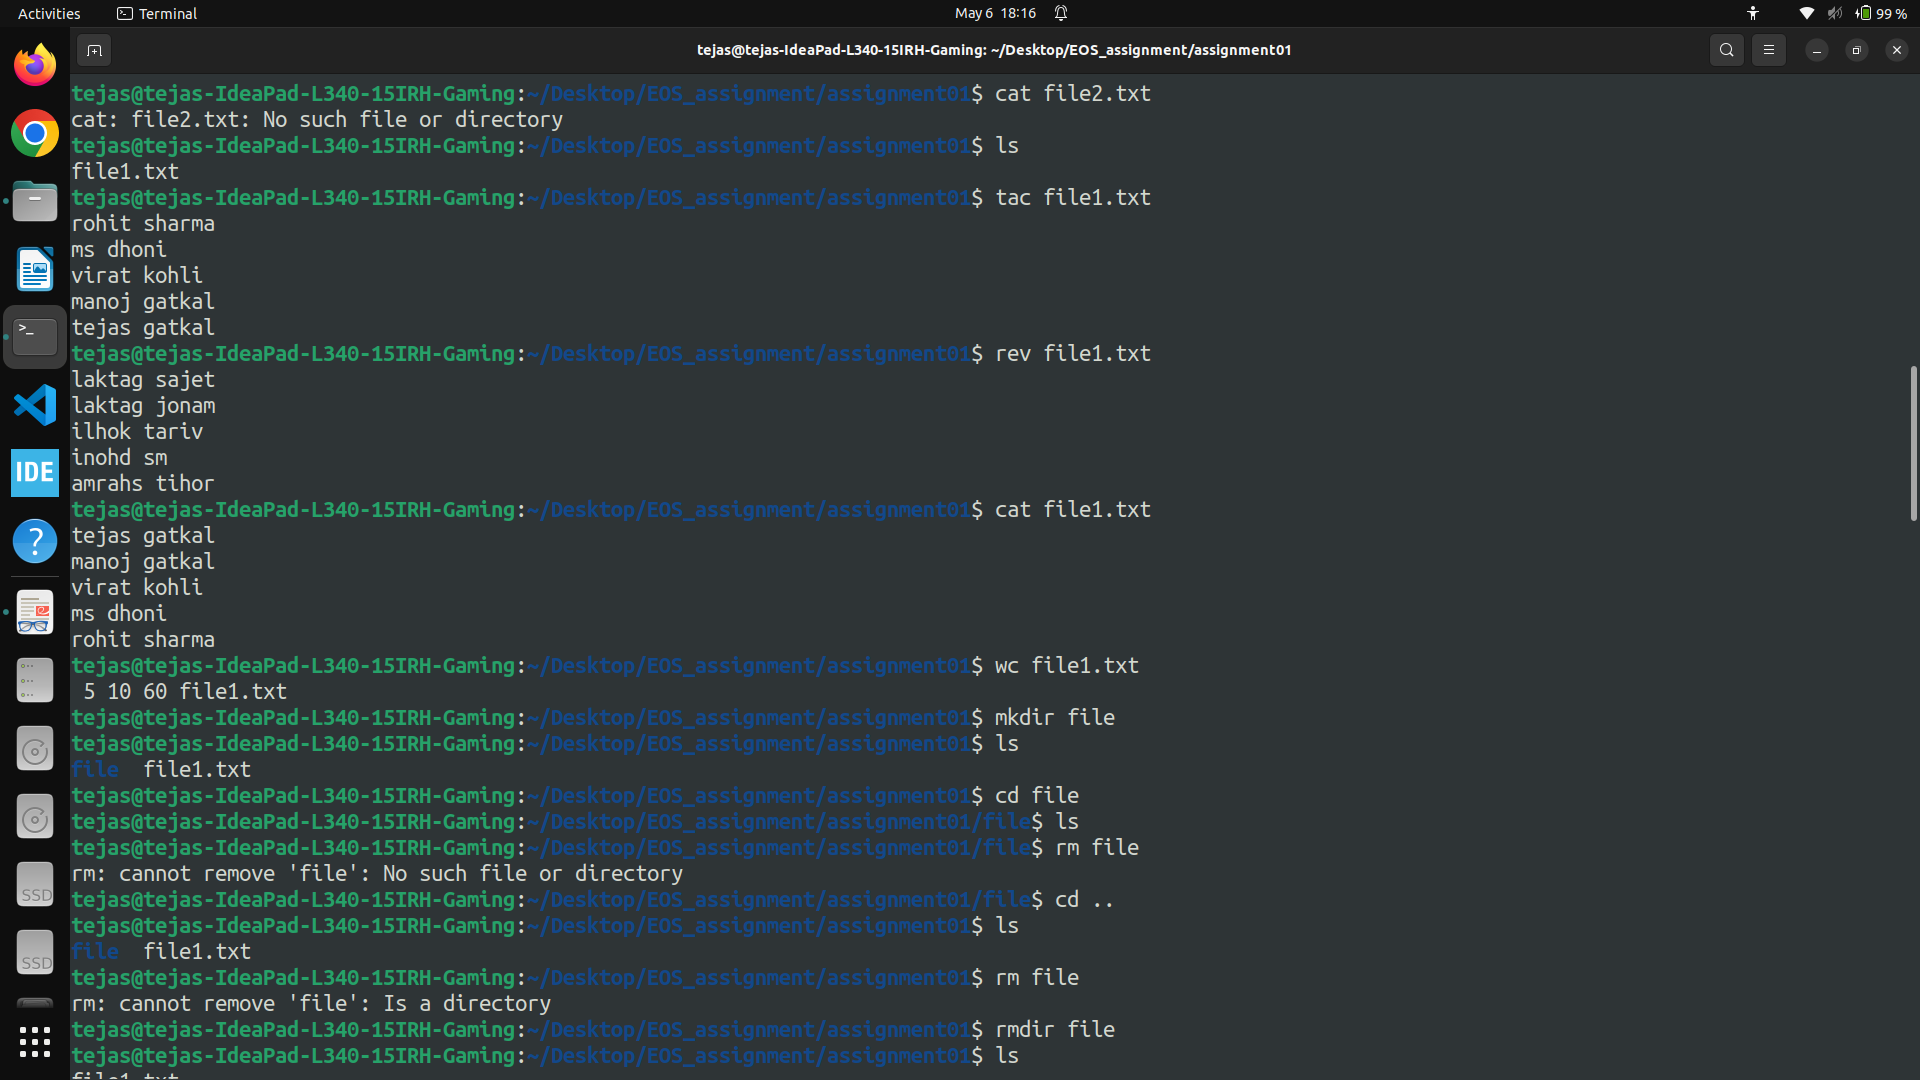 Activities
Terminal
May 6 18:16
99 %
tejas@tejas-IdeaPad-L340-15IRH-Gaming: ~/Desktop/EOS_assignment/assignment01
tejas@tejas-IdeaPad-L340-15IRH-Gaming:~/Desktop/EOS_assignment/assignment01$ cat file2.txt
cat: file2.txt: No such file or directory
tejas@tejas-IdeaPad-L340-15IRH-Gaming:~/Desktop/EOS_assignment/assignment01$ ls
file1.txt
tejas@tejas-IdeaPad-L340-15IRH-Gaming:~/Desktop/EOS_assignment/assignment01$ tac file1.txt
rohit sharma
ms dhoni
virat kohli
manoj gatkal
tejas gatkal
tejas@tejas-IdeaPad-L340-15IRH-Gaming:~/Desktop/EOS_assignment/assignment01$ rev file1.txt
laktag sajet
laktag jonam
ilhok tariv
inohd sm
amrahs tihor
tejas@tejas-IdeaPad-L340-15IRH-Gaming:~/Desktop/EOS_assignment/assignment01$ cat file1.txt
tejas gatkal
manoj gatkal
virat kohli
ms dhoni
rohit sharma
tejas@tejas-IdeaPad-L340-15IRH-Gaming:~/Desktop/EOS_assignment/assignment01$ wc file1.txt
 5 10 60 file1.txt
tejas@tejas-IdeaPad-L340-15IRH-Gaming:~/Desktop/EOS_assignment/assignment01$ mkdir file
tejas@tejas-IdeaPad-L340-15IRH-Gaming:~/Desktop/EOS_assignment/assignment01$ ls
file  file1.txt
tejas@tejas-IdeaPad-L340-15IRH-Gaming:~/Desktop/EOS_assignment/assignment01$ cd file
tejas@tejas-IdeaPad-L340-15IRH-Gaming:~/Desktop/EOS_assignment/assignment01/file$ ls
tejas@tejas-IdeaPad-L340-15IRH-Gaming:~/Desktop/EOS_assignment/assignment01/file$ rm file
rm: cannot remove 'file': No such file or directory
tejas@tejas-IdeaPad-L340-15IRH-Gaming:~/Desktop/EOS_assignment/assignment01/file$ cd ..
tejas@tejas-IdeaPad-L340-15IRH-Gaming:~/Desktop/EOS_assignment/assignment01$ ls
file  file1.txt
tejas@tejas-IdeaPad-L340-15IRH-Gaming:~/Desktop/EOS_assignment/assignment01$ rm file
rm: cannot remove 'file': Is a directory
tejas@tejas-IdeaPad-L340-15IRH-Gaming:~/Desktop/EOS_assignment/assignment01$ rmdir file
tejas@tejas-IdeaPad-L340-15IRH-Gaming:~/Desktop/EOS_assignment/assignment01$ ls
file1.txt
>_
IDE
?
SSD
SSD